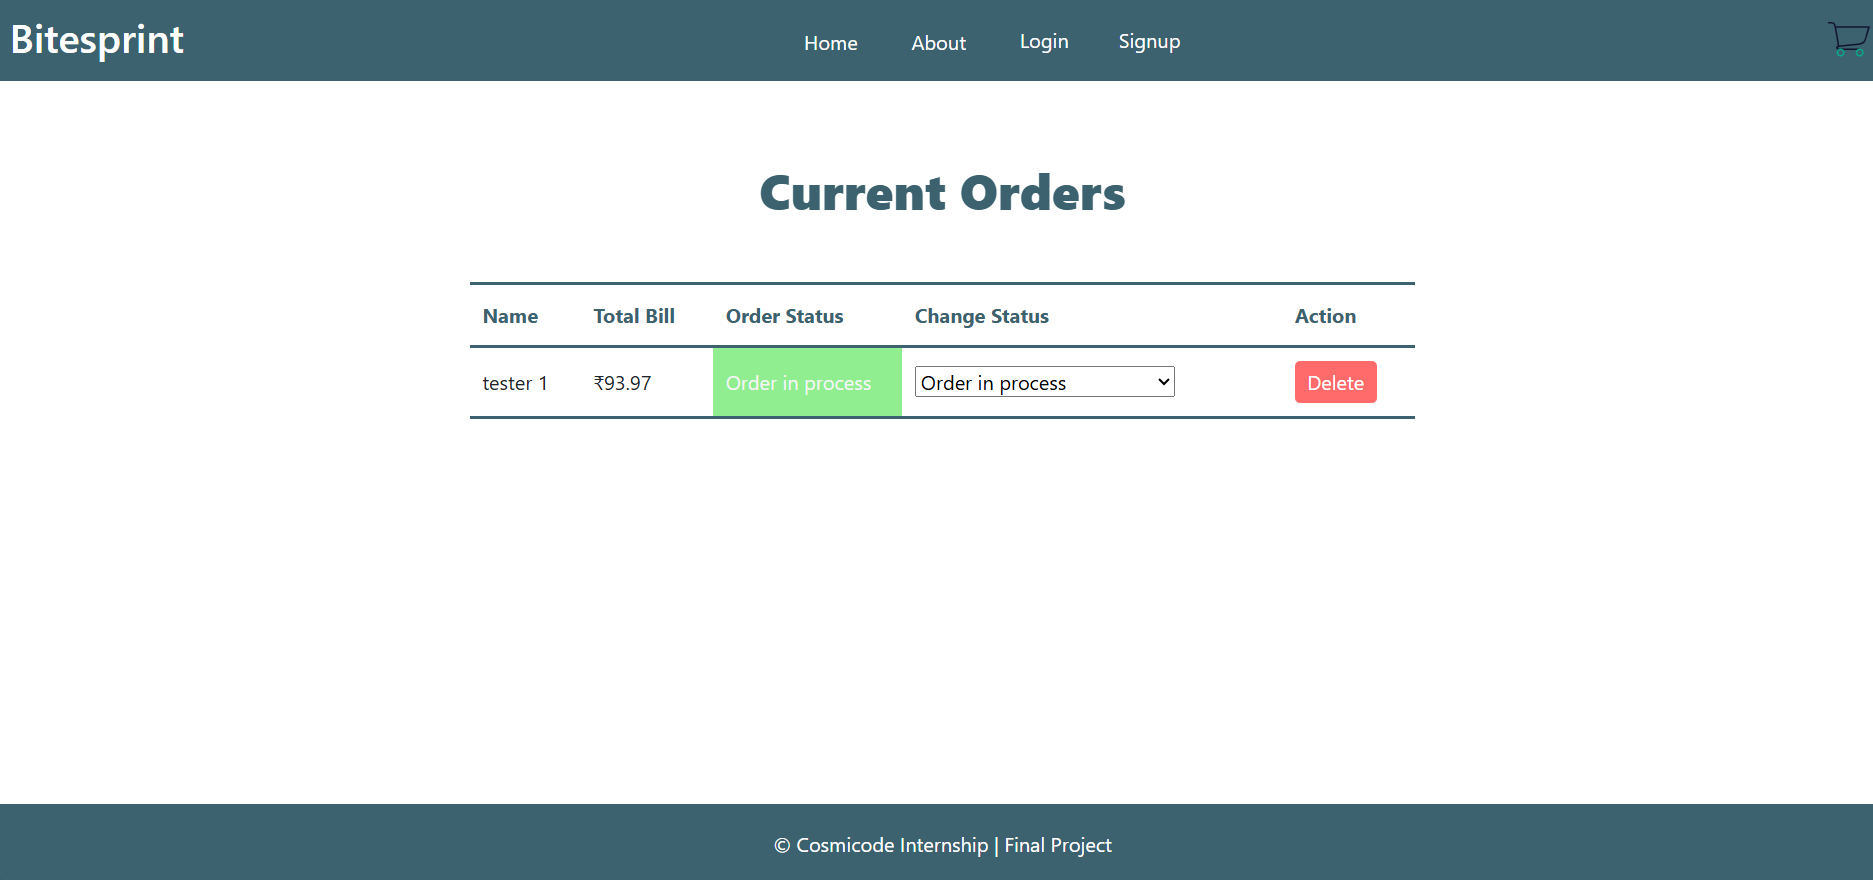 Bitesprint Home About Login Signup
Current Orders
Name Total Bill Order Status Change Status Action
tester 1 ₹93.97 Order in process Order in process Delete
© Cosmicode Internship | Final Project